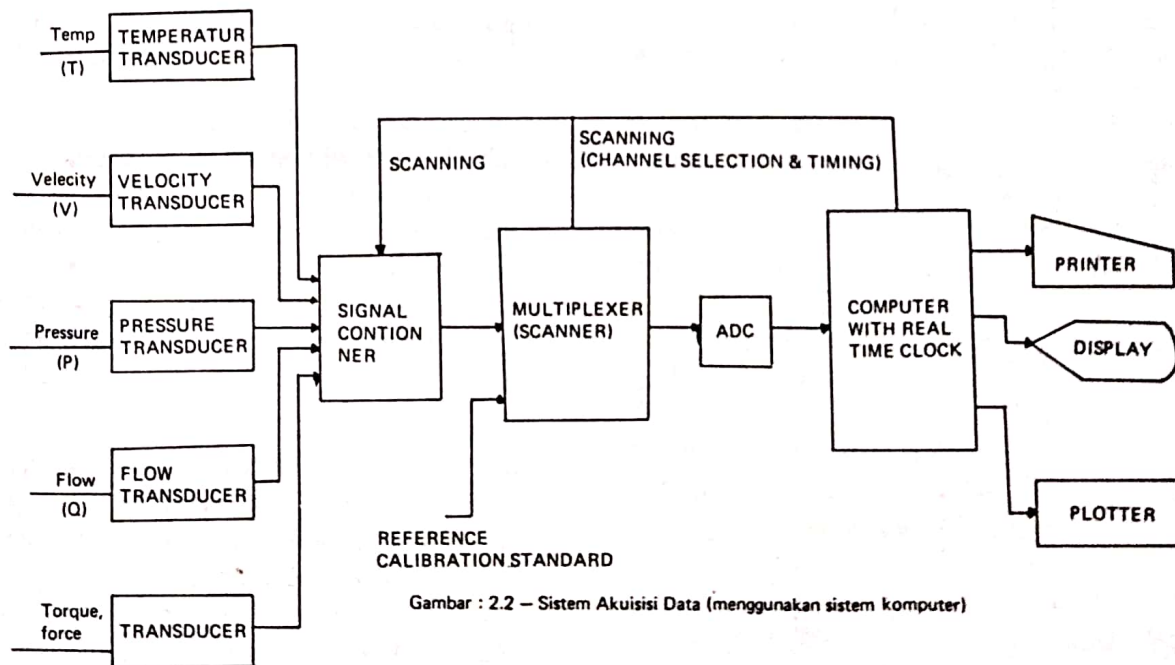 Temp
(T)
TEMPERATUR
TRANSDUCER
Velecity
(V)
VELOCITY
TRANSDUCER
Pressure
(P)
PRESSURE
TRANSDUCER
Flow
(Q)
FLOW
TRANSDUCER
Torque,
force
TRANSDUCER
SCANNING
SCANNING
(CHANNEL SELECTION & TIMING)
SIGNAL
CONTION
NER
MULTIPLEXER
(SCANNER)
ADC
COMPUTER
WITH REAL
TIME CLOCK
PRINTER
DISPLAY
PLOTTER
REFERENCE
CALIBRATION STANDARD
Gambar : 2.2 — Sistem Akuisisi Data (menggunakan sistem komputer)